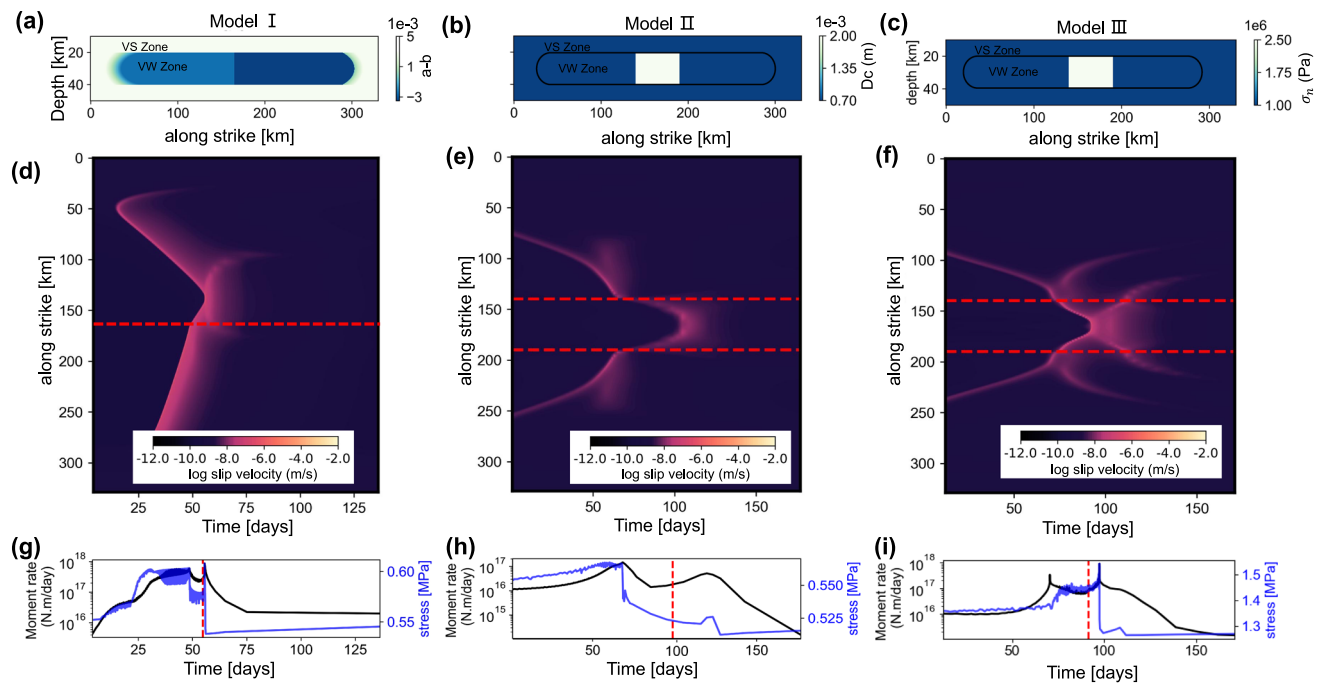 (a)
Model I
1e-3
5
a-b
-3
VS Zone
VW Zone
Depth [km]
20
40
0
100
200
300
along strike [km]
(b)
Model II
2.00
1e-3
1.35
Dc (m)
0.70
VS Zone
VW Zone
0
100
200
300
along strike [km]
(c)
Model III
1e6
2.50
1.75
σn (Pa)
1.00
VS Zone
VW Zone
depth [km]
20
40
0
100
200
300
along strike [km]
(d)
along strike [km]
0
50
100
150
200
250
300
-12.0 -10.0 -8.0 -6.0 -4.0 -2.0
log slip velocity (m/s)
25
50
75
100
125
Time [days]
(e)
along strike [km]
0
50
100
150
200
250
300
-12.0 -10.0 -8.0 -6.0 -4.0 -2.0
log slip velocity (m/s)
50
100
150
Time [days]
(f)
along strike [km]
0
50
100
150
200
250
300
-12.0 -10.0 -8.0 -6.0 -4.0 -2.0
log slip velocity (m/s)
50
100
150
Time [days]
(g)
Moment rate
(N.m/day)
10^18
10^17
10^16
0.60
0.55
stress [MPa]
0
25
50
75
100
125
Time [days]
(h)
Moment rate
(N.m/day)
10^17
10^16
10^15
0.550
0.525
stress [MPa]
0
50
100
150
Time [days]
(i)
Moment rate
(N.m/day)
10^18
10^17
10^16
1.5
1.4
1.3
stress [MPa]
0
50
100
150
Time [days]